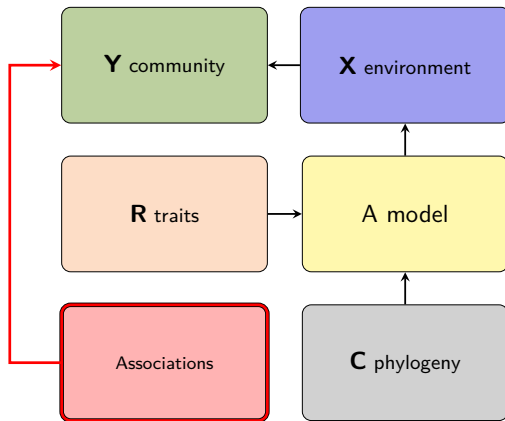 Y community
X environment
R traits
A model
Associations
C phylogeny